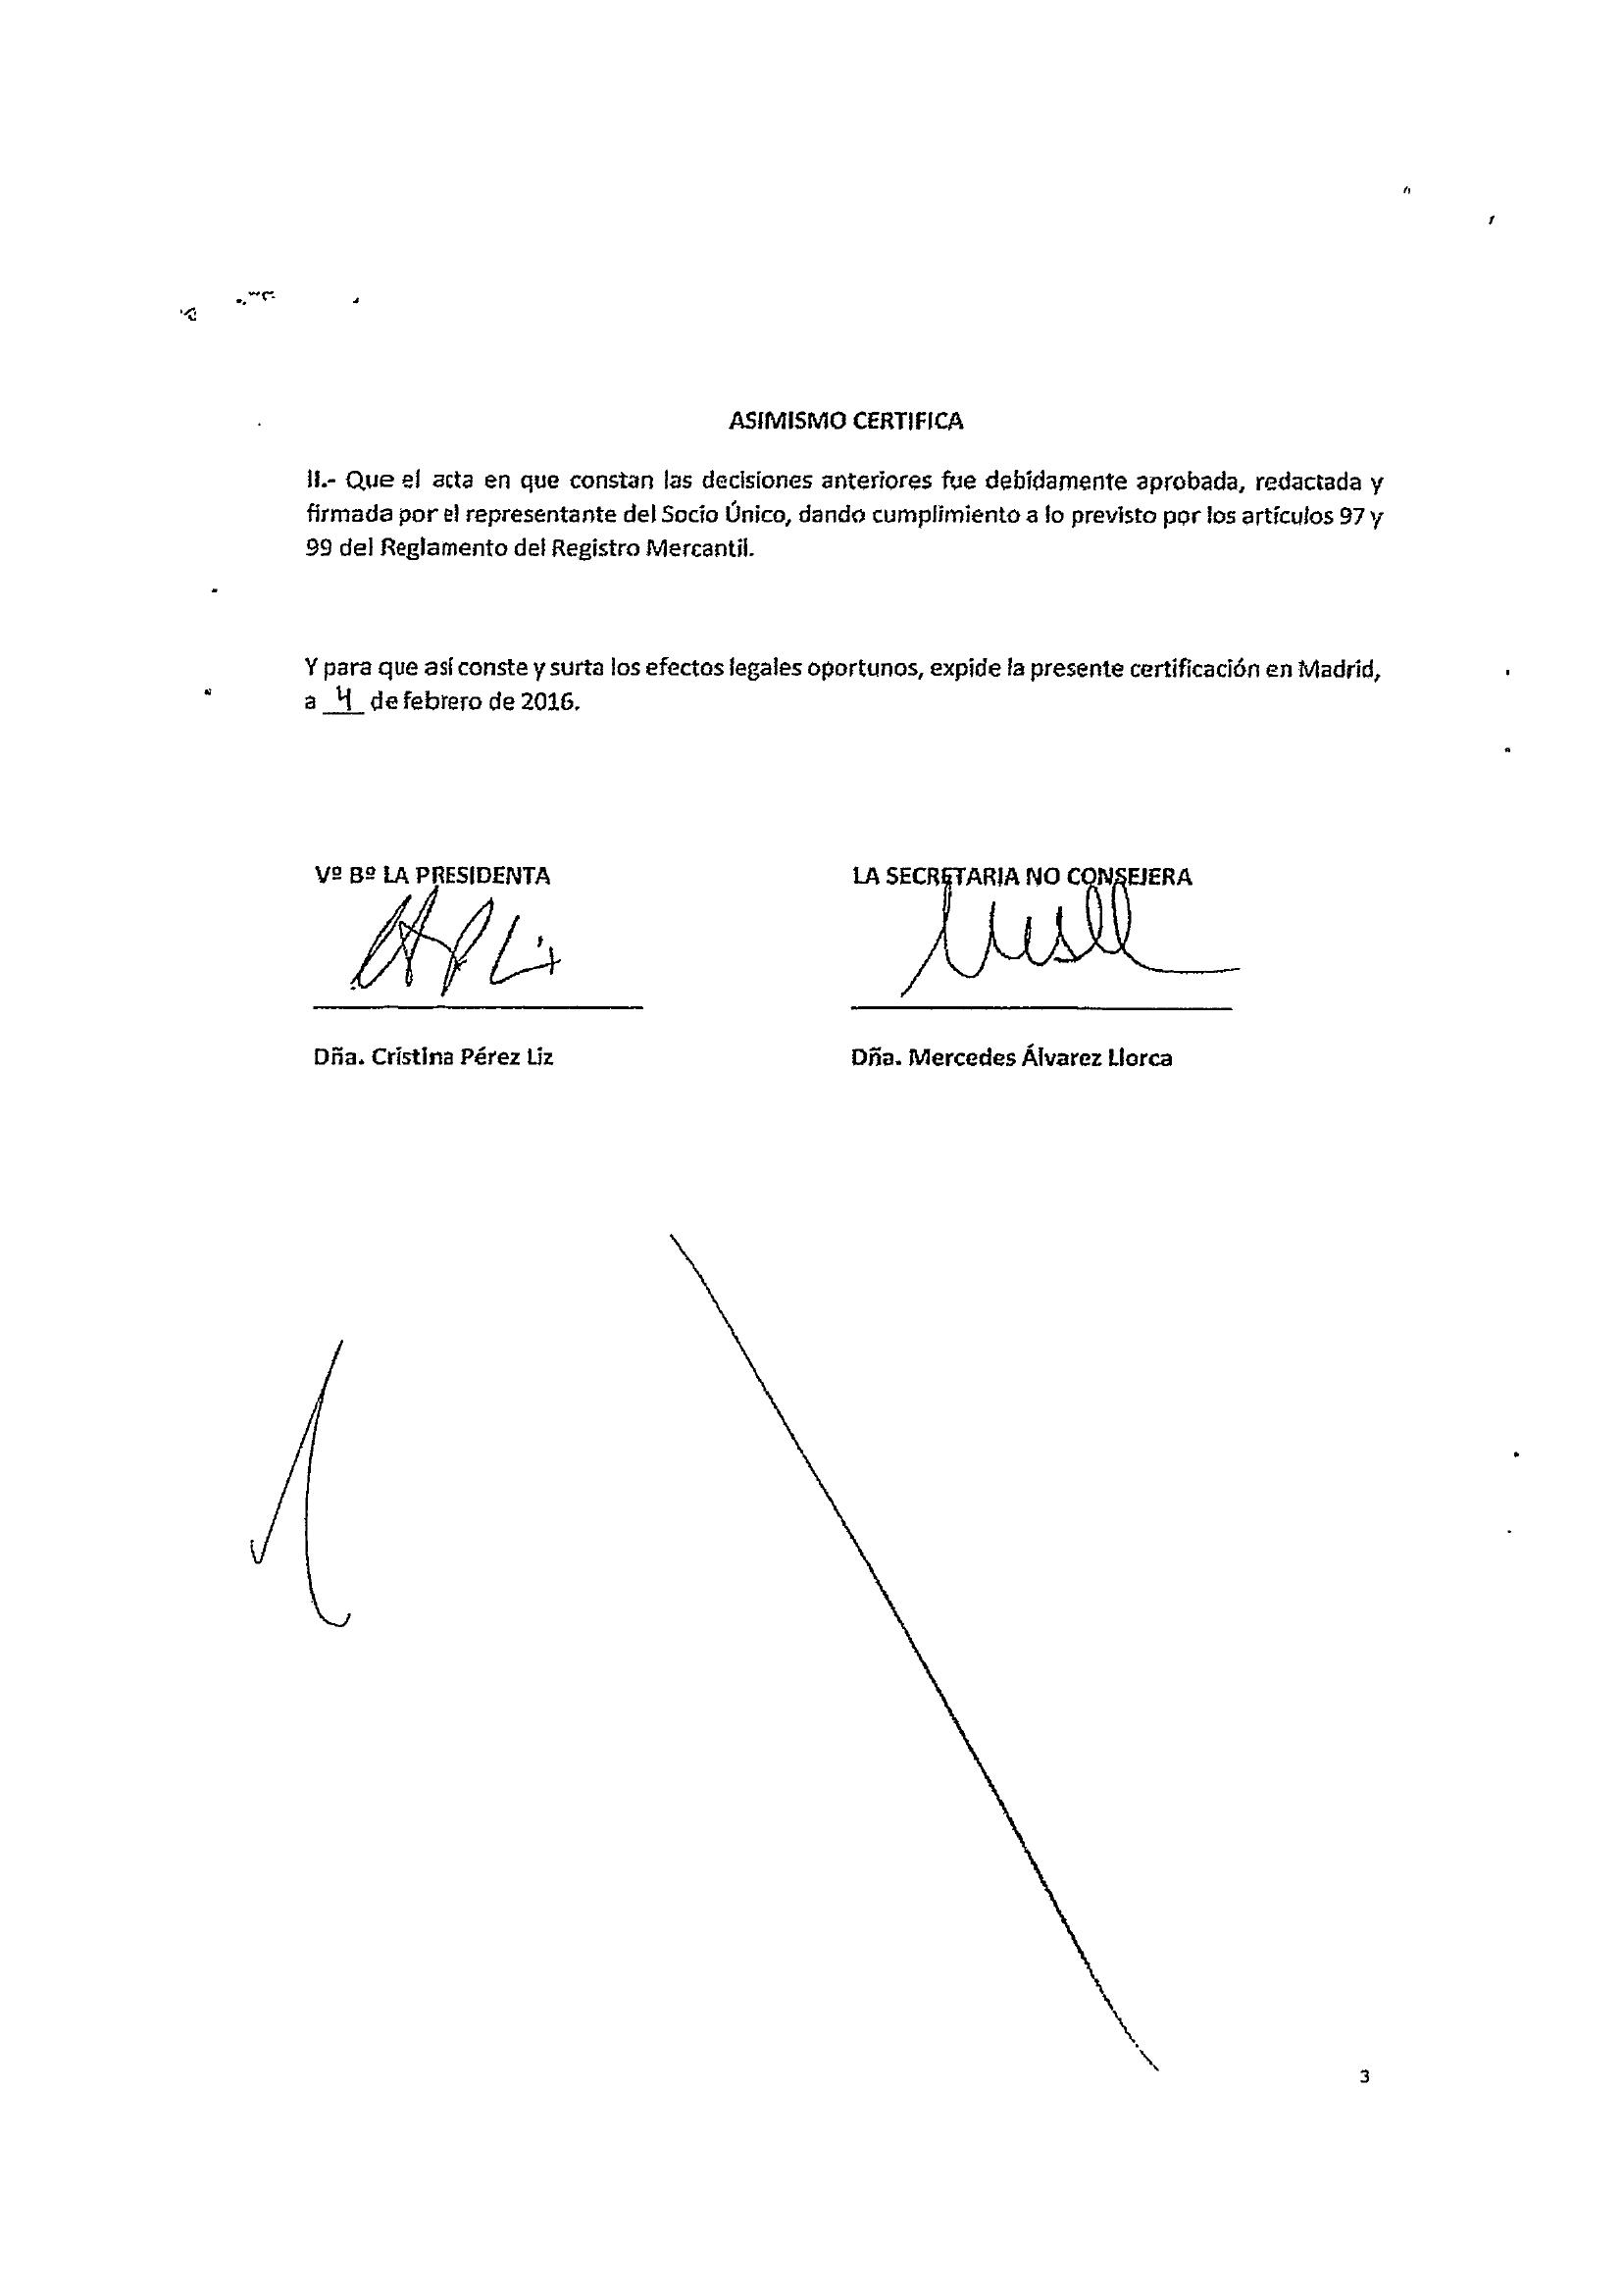 ASIMISMO CERTIFICA
II.- Que el acta en que constan las decisiones anteriores fue debidamente aprobada, redactada y
firmada por el representante del Socio Único, dando cumplimiento a lo previsto por los artículos 97 y
99 del Reglamento del Registro Mercantil.
Y para que así conste y surta los efectos legales oportunos, expide la presente certificación en Madrid,
a 4 de febrero de 2016.
Vº Bº LA PRESIDENTA
LA SECRETARIA NO CONSEJERA
Dña. Cristina Pérez Liz
Dña. Mercedes Álvarez Llorca
3